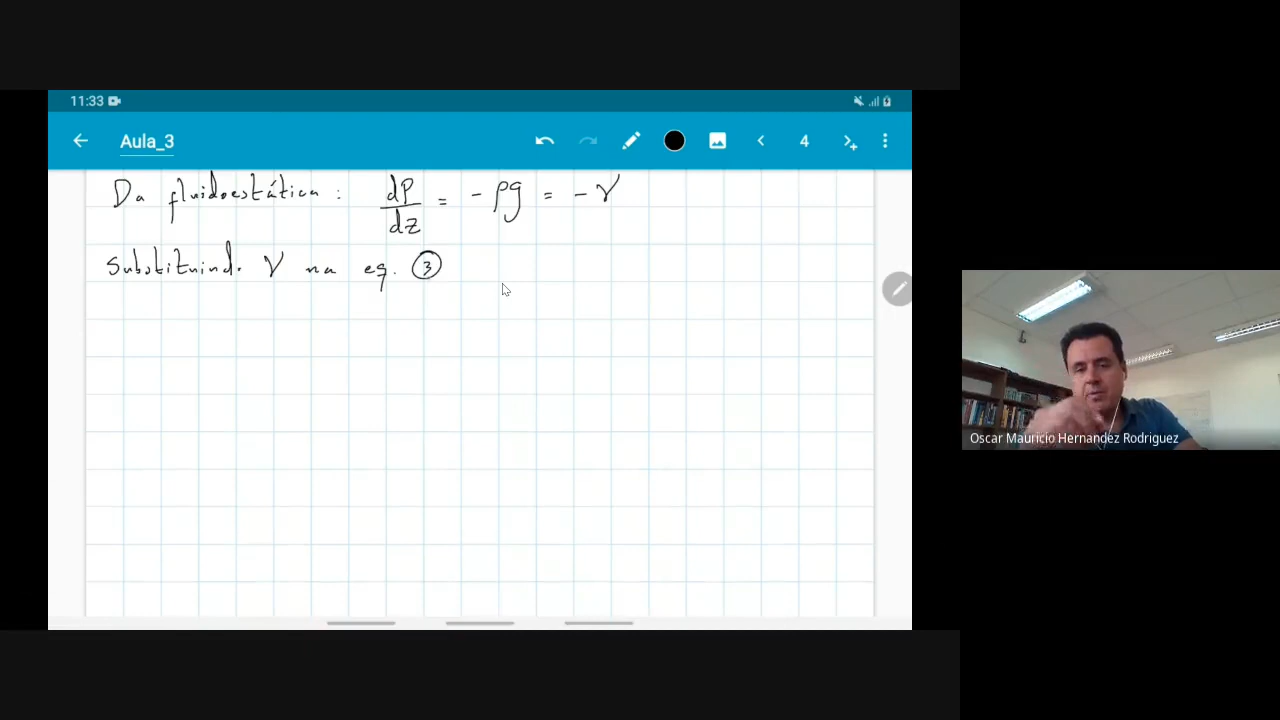 11:33
Aula_3
4
Da fluidoestática : dP/dz = - ρg = - γ
Substituindo γ na eq. ③
Oscar Mauricio Hernandez Rodriguez